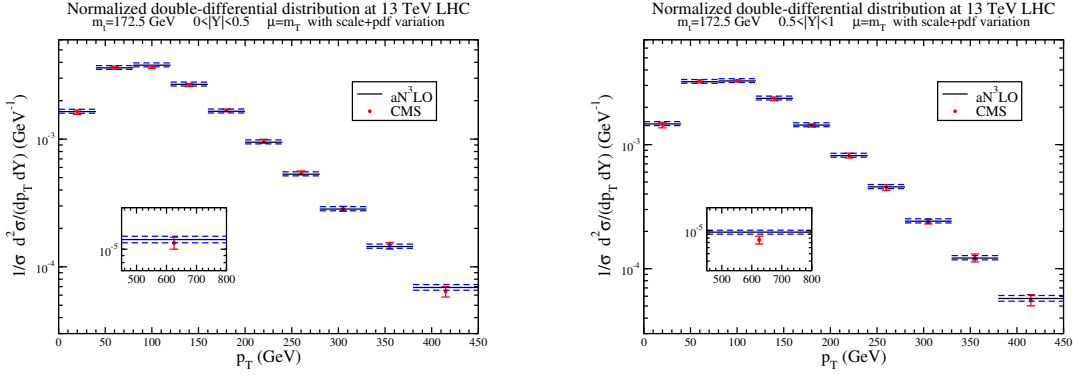 Normalized double-differential distribution at 13 TeV LHC
mₜ=172.5 GeV 0<|Y|<0.5 μ=m_T with scale+pdf variation
1/σ d²σ/(dp_T dY) (GeV⁻¹)
10⁻³
10⁻⁴
aN³LO
CMS
10⁻⁵
500 600 700 800
0 50 100 150 200 250 300 350 400 450
p_T (GeV)
Normalized double-differential distribution at 13 TeV LHC
mₜ=172.5 GeV 0.5<|Y|<1 μ=m_T with scale+pdf variation
1/σ d²σ/(dp_T dY) (GeV⁻¹)
10⁻³
10⁻⁴
aN³LO
CMS
10⁻⁵
500 600 700 800
0 50 100 150 200 250 300 350 400 450
p_T (GeV)